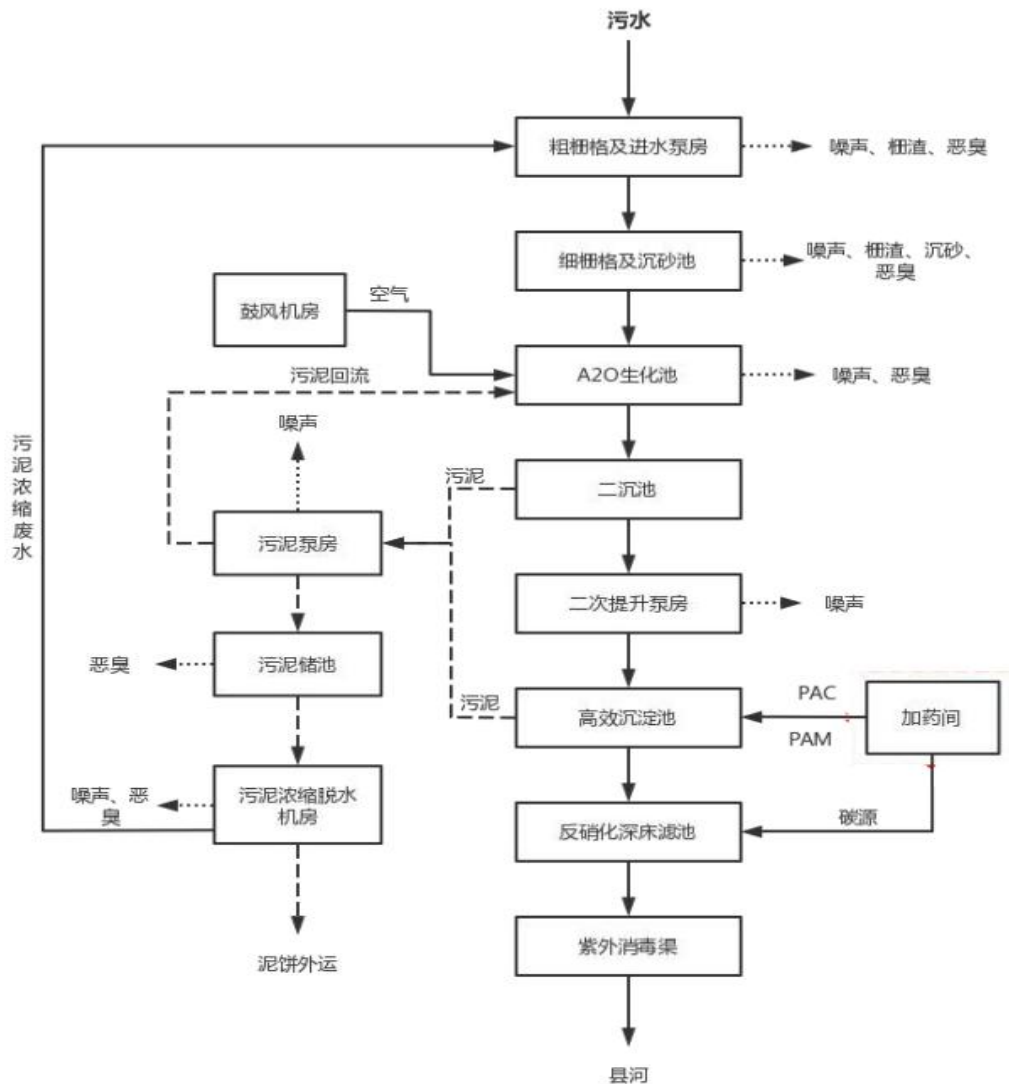 污水
粗栅格及进水泵房
噪声、栅渣、恶臭
细栅格及沉砂池
噪声、栅渣、沉砂、
恶臭
鼓风机房
空气
A2O生化池
噪声、恶臭
污泥回流
噪声
污泥
二沉池
污泥浓缩废水
污泥泵房
二次提升泵房
噪声
恶臭
污泥储池
污泥
高效沉淀池
PAC
PAM
加药间
噪声、恶
臭
污泥浓缩脱水
机房
反硝化深床滤池
碳源
紫外消毒渠
泥饼外运
县河